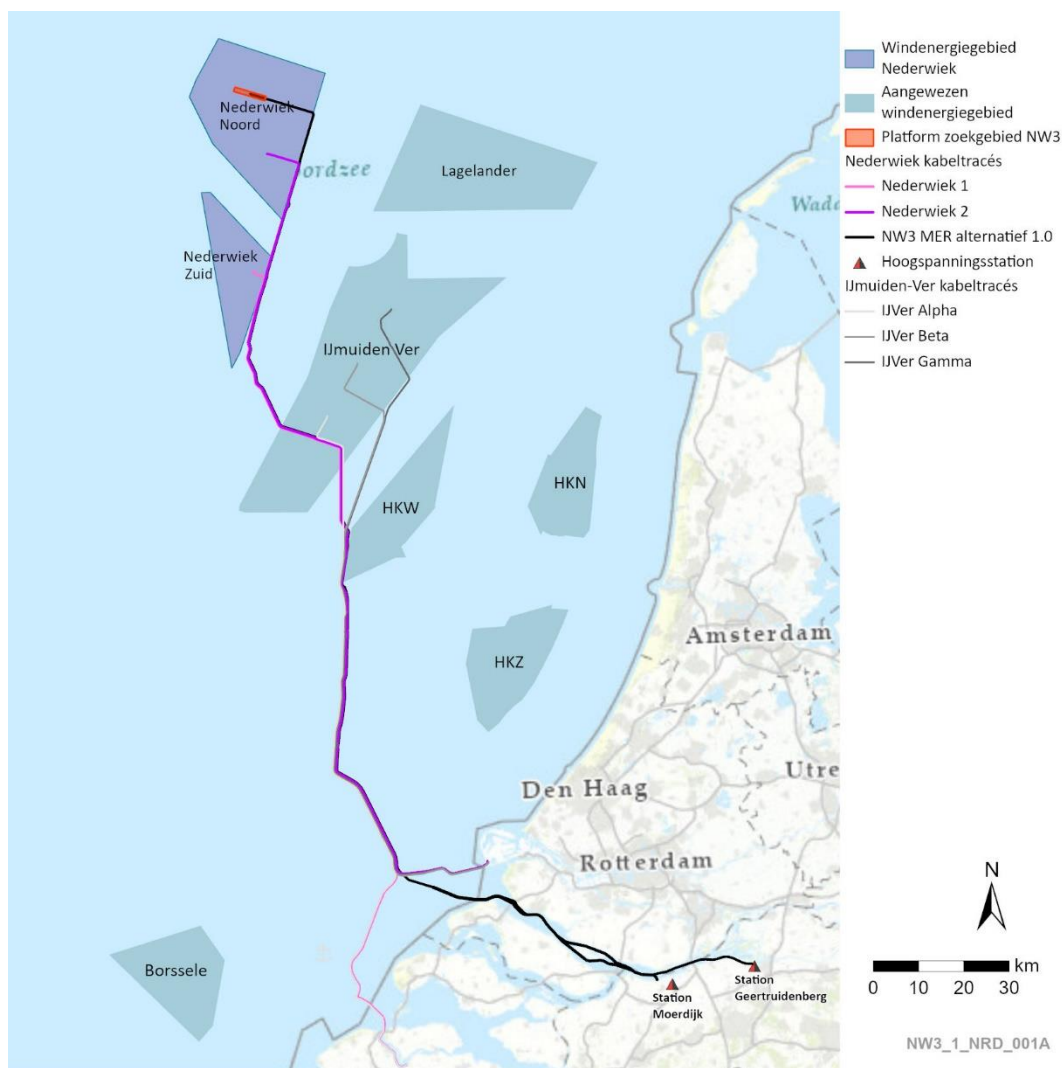 Nederwiek
Noord
oordzee
Lagelander
Wadd
Nederwiek
Zuid
IJmuiden Ver
HKN
HKW
Amsterdam
HKZ
Utre
Den Haag
Rotterdam
Borssele
Station
Geertruidenberg
Station
Moerdijk
Windenergiegebied
Nederwiek
Aangewezen
windenergiegebied
Platform zoekgebied NW3
Nederwiek kabeltracés
Nederwiek 1
Nederwiek 2
NW3 MER alternatief 1.0
Hoogspanningsstation
IJmuiden-Ver kabeltracés
IJVer Alpha
IJVer Beta
IJVer Gamma
N
km
0 10 20 30
NW3_1_NRD_001A